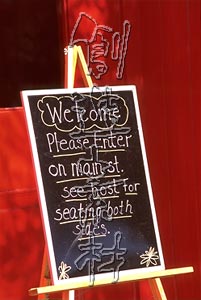 Welcome
Please Enter
on main st.
see host for
seating both
sides.